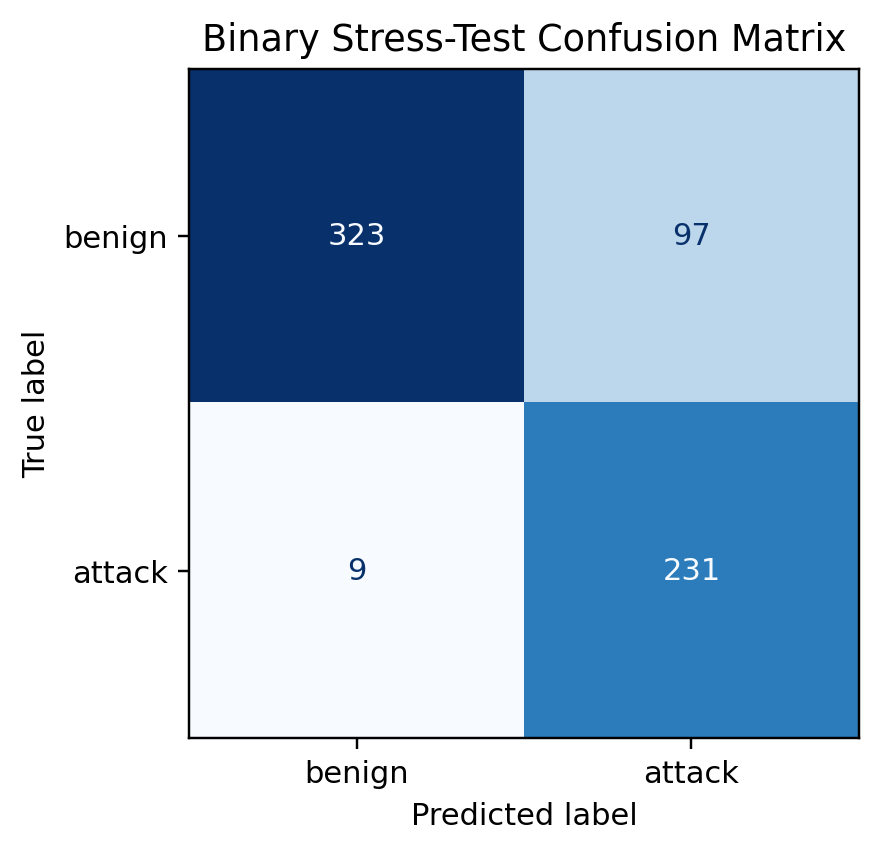 Binary Stress-Test Confusion Matrix
True label
benign
323
97
attack
9
231
benign
attack
Predicted label